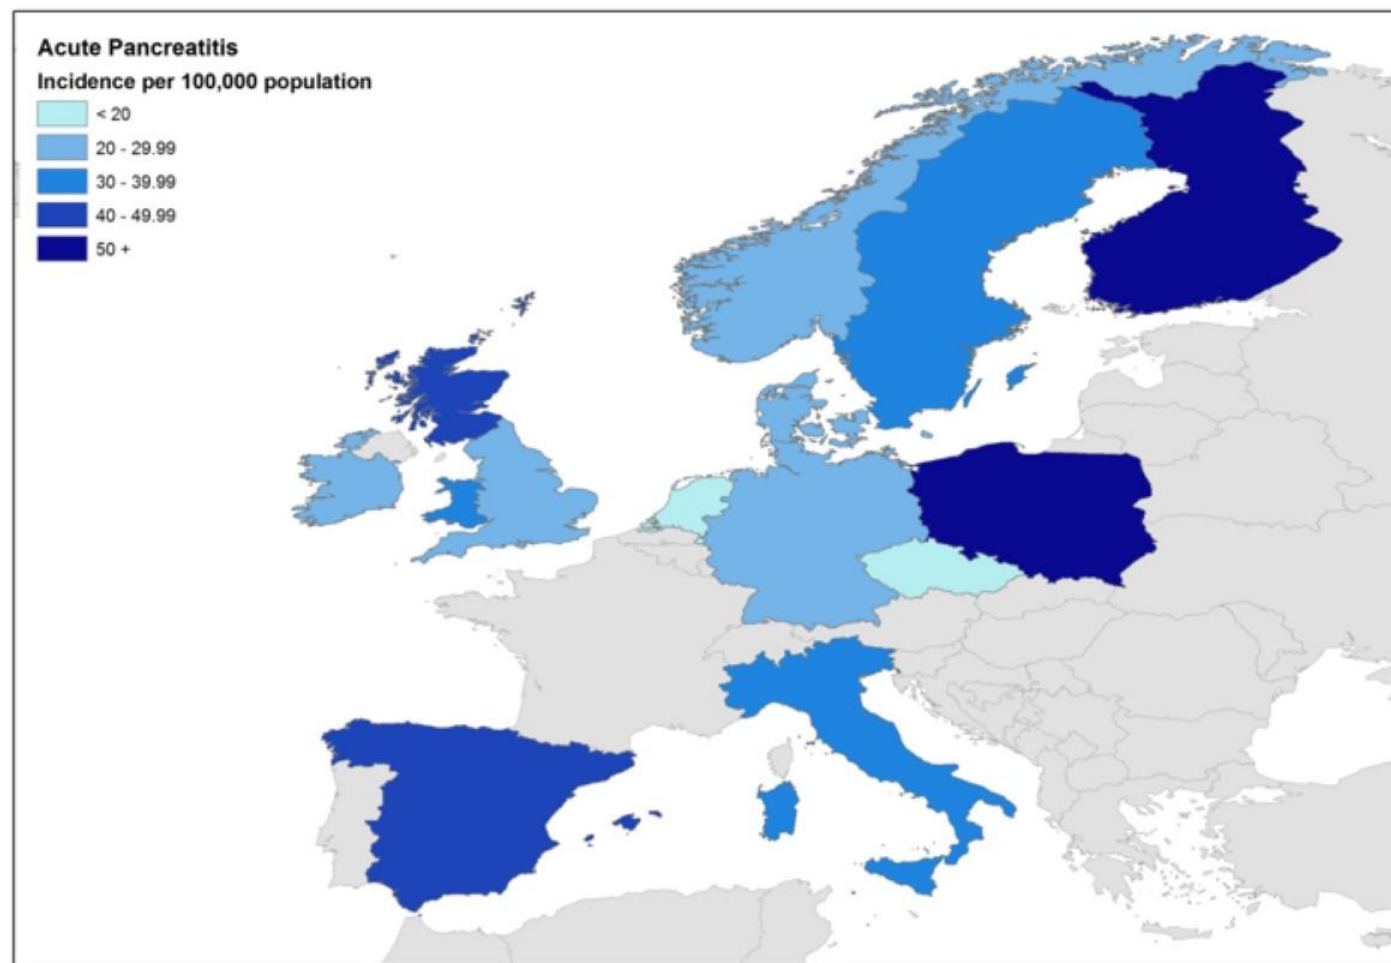 Acute Pancreatitis
Incidence per 100,000 population
< 20
20 - 29.99
30 - 39.99
40 - 49.99
50 +